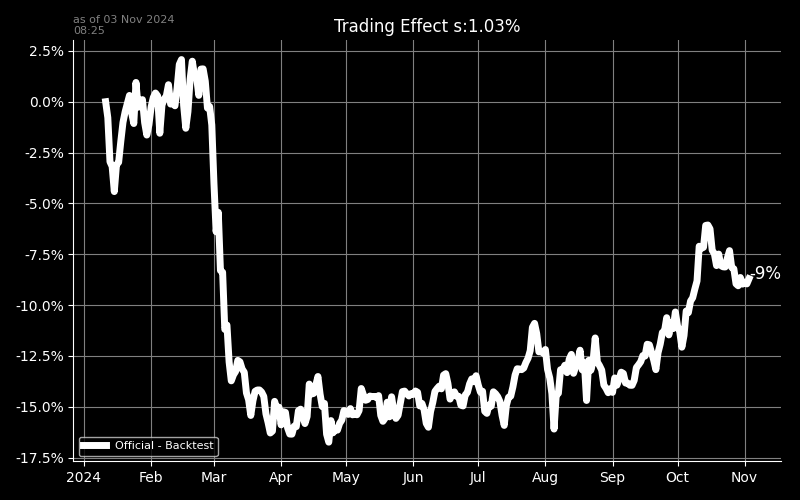 as of 03 Nov 2024
08:25
Trading Effect s:1.03%
2.5%
0.0%
-2.5%
-5.0%
-7.5%
-9%
-10.0%
-12.5%
-15.0%
Official - Backtest
-17.5%
2024 Feb Mar Apr May Jun Jul Aug Sep Oct Nov